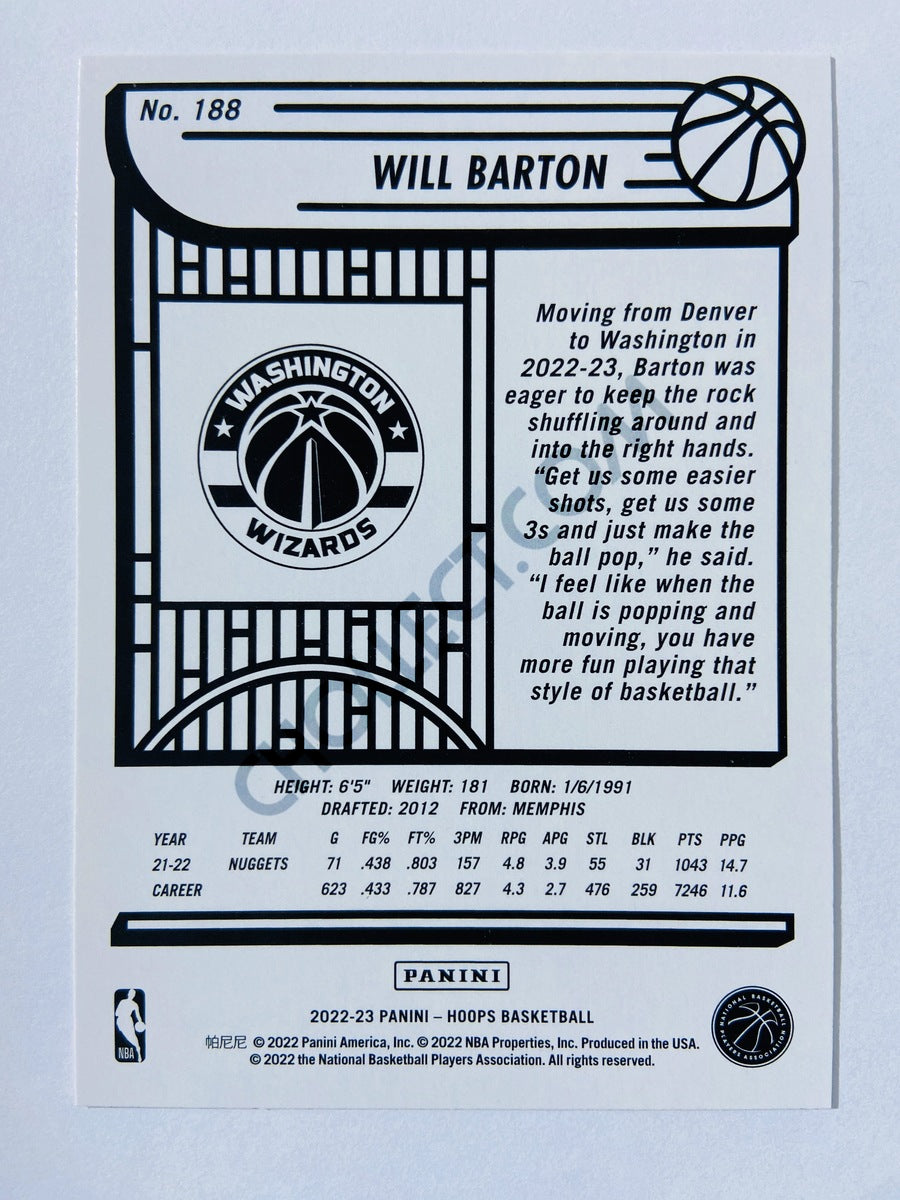 No. 188
WILL BARTON
WASHINGTON
WIZARDS
Moving from Denver
to Washington in
2022-23, Barton was
eager to keep the rock
shuffling around and
into the right hands.
“Get us some easier
shots, get us some
3s and just make the
ball pop,” he said.
“I feel like when the
ball is popping and
moving, you have
more fun playing that
style of basketball.”
HEIGHT: 6'5" WEIGHT: 181 BORN: 1/6/1991
DRAFTED: 2012 FROM: MEMPHIS
YEAR TEAM G FG% FT% 3PM RPG APG STL BLK PTS PPG
21-22 NUGGETS 71 .438 .803 157 4.8 3.9 55 31 1043 14.7
CAREER 623 .433 .787 827 4.3 2.7 476 259 7246 11.6
PANINI
2022-23 PANINI – HOOPS BASKETBALL
帕尼尼 © 2022 Panini America, Inc. © 2022 NBA Properties, Inc. Produced in the USA.
© 2022 the National Basketball Players Association. All rights reserved.
NBA
NATIONAL BASKETBALL
PLAYERS ASSOCIATION